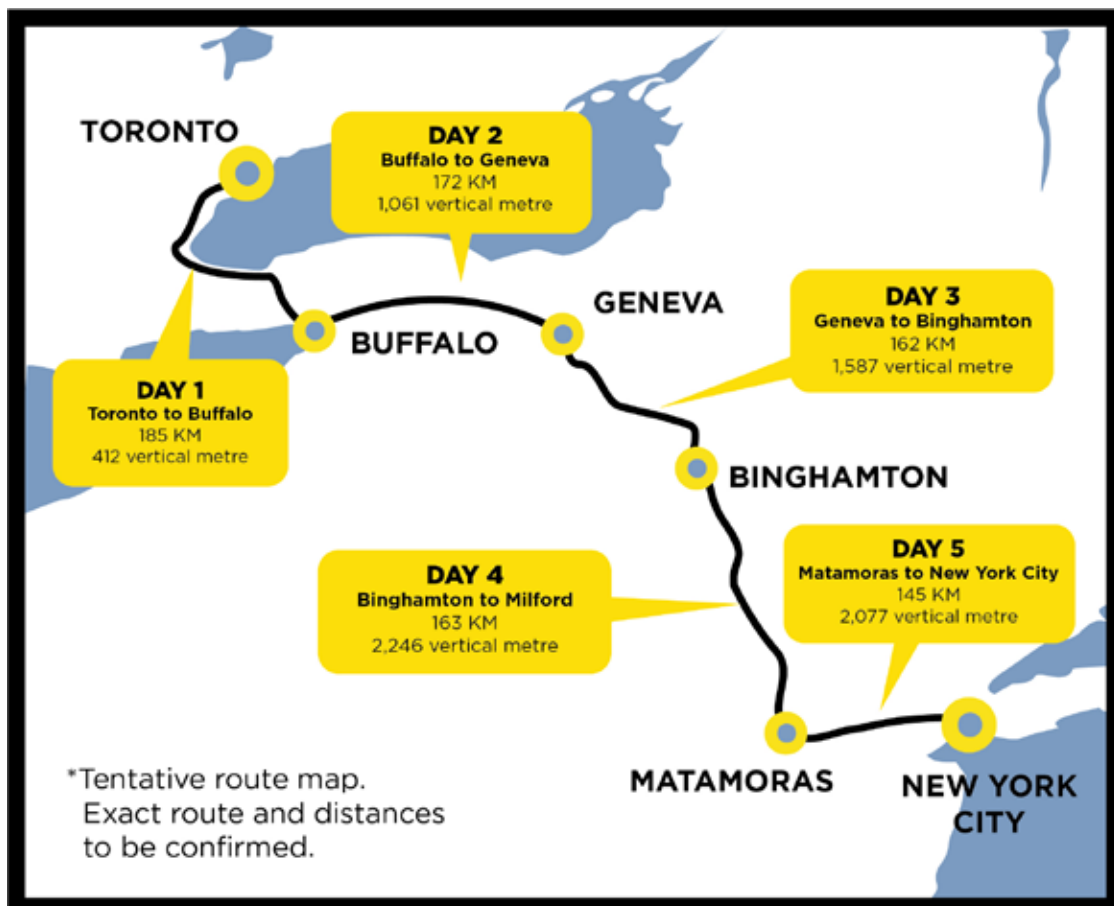 TORONTO
DAY 2
Buffalo to Geneva
172 KM
1,061 vertical metre
GENEVA
DAY 3
Geneva to Binghamton
162 KM
1,587 vertical metre
BUFFALO
DAY 1
Toronto to Buffalo
185 KM
412 vertical metre
BINGHAMTON
DAY 4
Binghamton to Milford
163 KM
2,246 vertical metre
DAY 5
Matamoras to New York City
145 KM
2,077 vertical metre
MATAMORAS
NEW YORK
CITY
*Tentative route map.
Exact route and distances
to be confirmed.